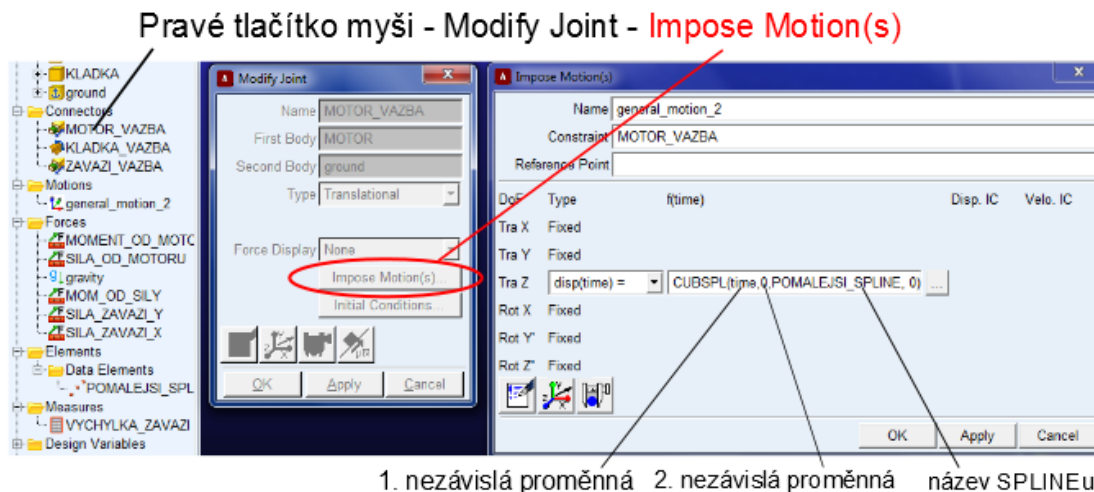 Pravé tlačítko myši - Modify Joint - Impose Motion(s)
KLADKA
ground
Connectors
MOTOR_VAZBA
KLADKA_VAZBA
ZAVAZI_VAZBA
Motions
general_motion_2
Forces
MOMENT_OD_MOTC
SILA_OD_MOTORU
gravity
MOM_OD_SILY
SILA_ZAVAZI_Y
SILA_ZAVAZI_X
Elements
Data Elements
POMALEJSI_SPL
Measures
VYCHYLKA_ZAVAZI
Design Variables
Modify Joint
Name MOTOR_VAZBA
First Body MOTOR
Second Body ground
Type Translational
Force Display None
Impose Motion(s)...
Initial Conditions...
OK Apply Cancel
Impose Motion(s)
Name general_motion_2
Constraint MOTOR_VAZBA
Reference Point
DoF Type f(time) Disp. IC Velo. IC
Tra X Fixed
Tra Y Fixed
Tra Z disp(time) = CUBSPL(time,0,POMALEJSI_SPLINE, 0) ...
Rot X Fixed
Rot Y' Fixed
Rot Z" Fixed
OK Apply Cancel
1. nezávislá proměnná 2. nezávislá proměnná název SPLINEu